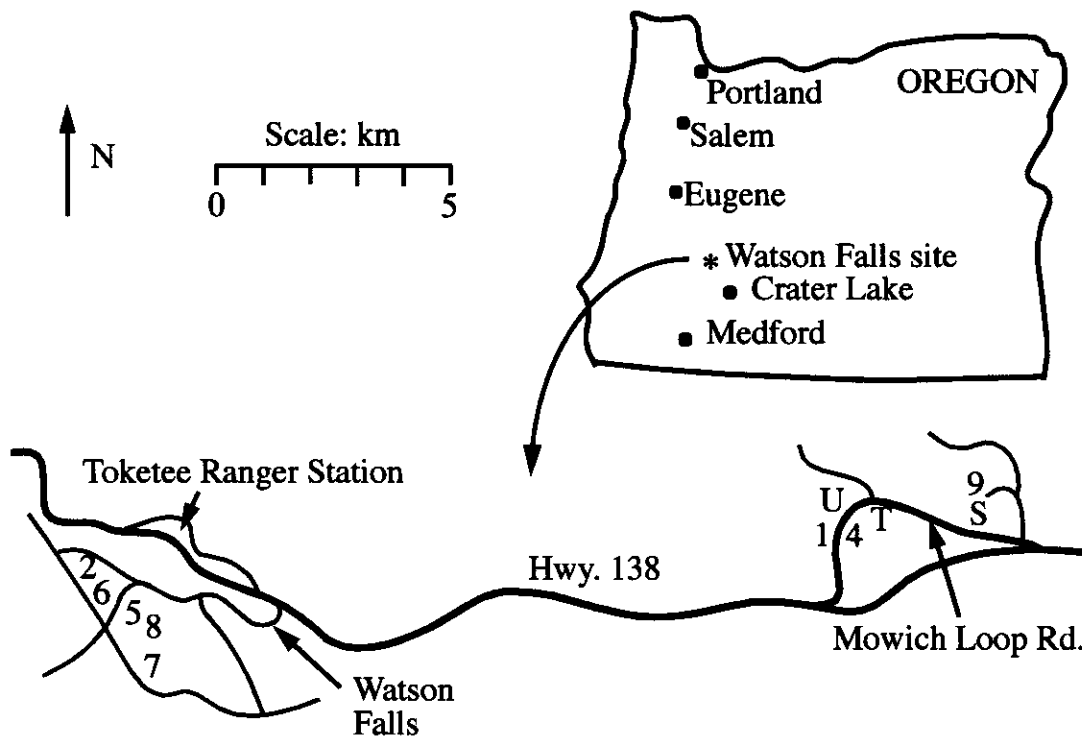 OREGON
Portland
Salem
Eugene
* Watson Falls site
Crater Lake
Medford
N
Scale: km
0 5
Toketee Ranger Station
2
6
5
8
7
Watson
Falls
Hwy. 138
U
T
1 4
9
S
Mowich Loop Rd.